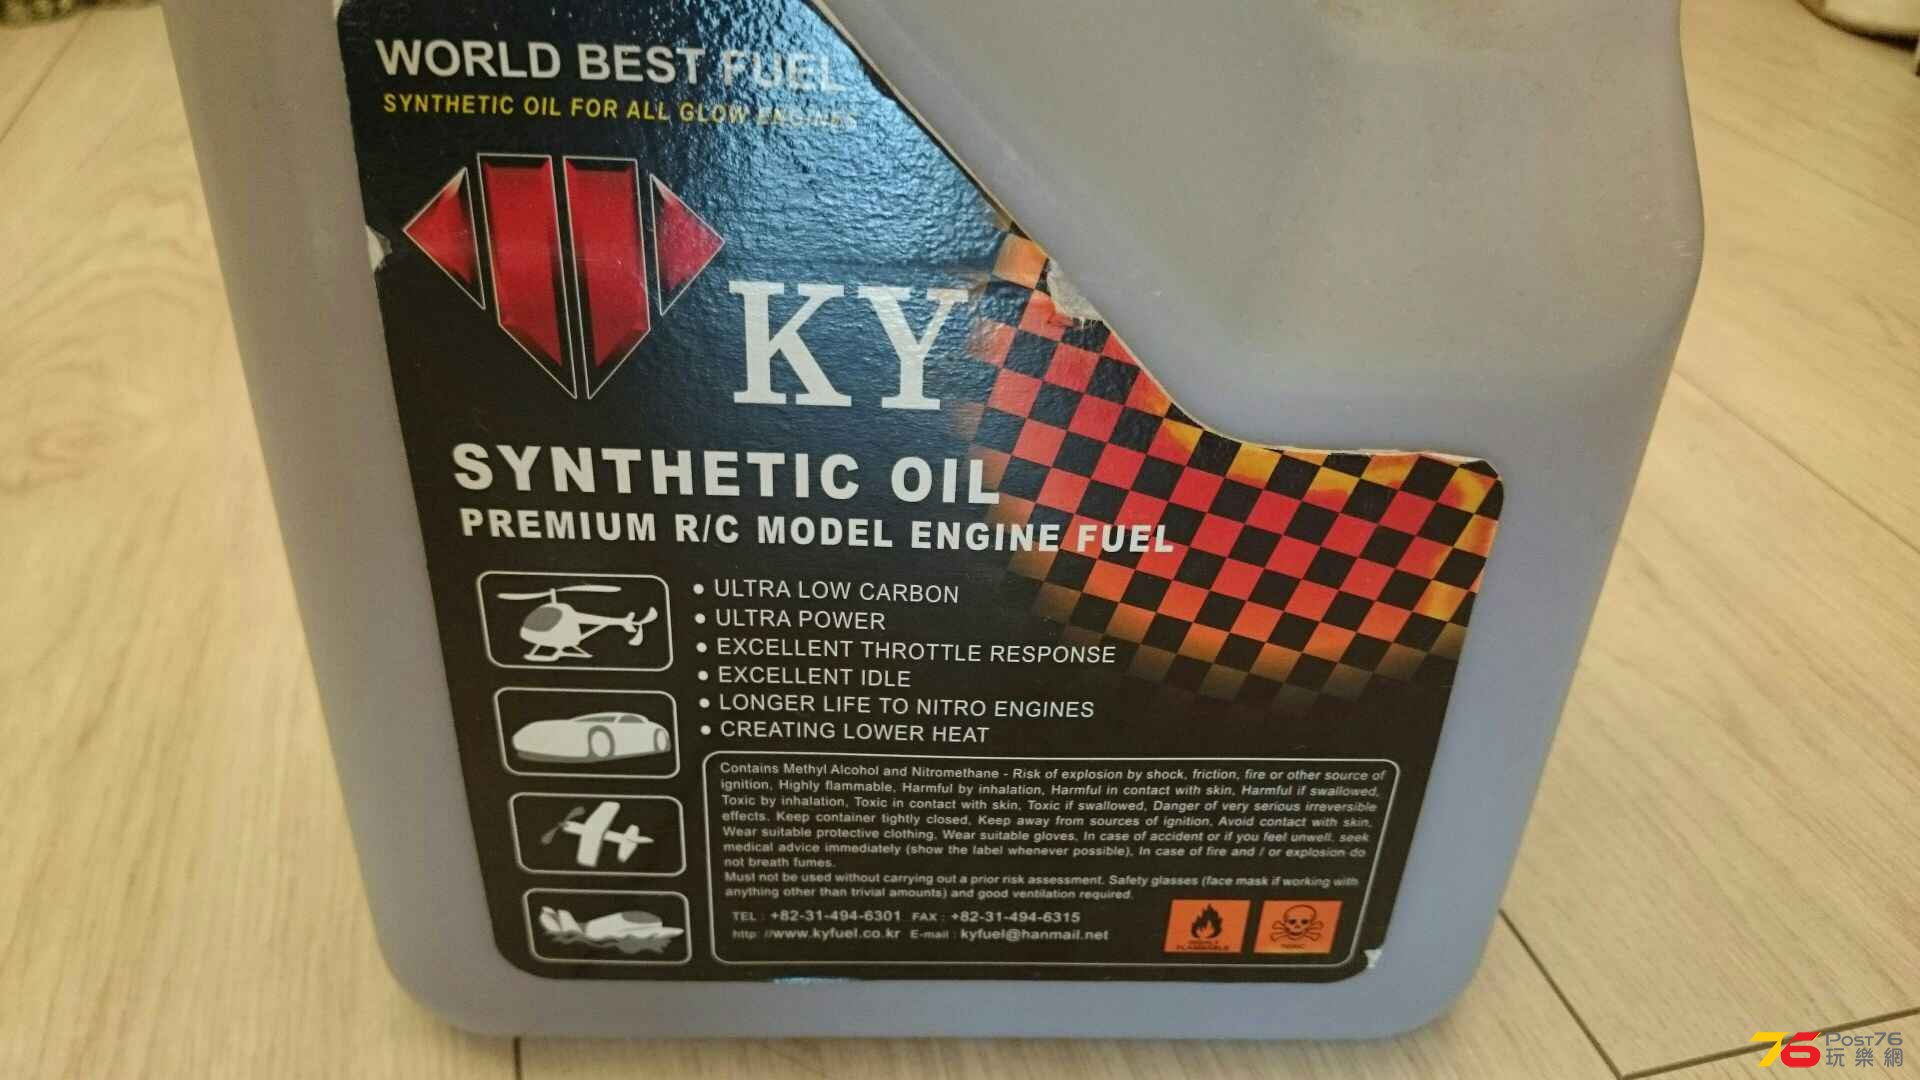 WORLD BEST FUEL
SYNTHETIC OIL FOR ALL GLOW ENGINES
KY
SYNTHETIC OIL
PREMIUM R/C MODEL ENGINE FUEL
• ULTRA LOW CARBON
• ULTRA POWER
• EXCELLENT THROTTLE RESPONSE
• EXCELLENT IDLE
• LONGER LIFE TO NITRO ENGINES
• CREATING LOWER HEAT
Contains Methyl Alcohol and Nitromethane - Risk of explosion by shock, friction, fire or other source of
ignition, Highly flammable, Harmful by inhalation, Harmful in contact with skin, Harmful if swallowed,
Toxic by inhalation, Toxic in contact with skin, Toxic if swallowed, Danger of very serious irreversible
effects. Keep container tightly closed, Keep away from sources of ignition, Avoid contact with skin,
Wear suitable protective clothing, Wear suitable gloves, In case of accident or if you feel unwell, seek
medical advice immediately (show the label whenever possible), In case of fire and / or explosion do
not breath fumes.
Must not be used without carrying out a prior risk assessment. Safety glasses (face mask if working with
anything other than trivial amounts) and good ventilation required.
TEL : +82-31-494-6301 FAX : +82-31-494-6315
http: //www.kyfuel.co.kr E-mail : kyfuel@hanmail.net
HIGHLY
FLAMMABLE
TOXIC
76 Post76
玩樂網